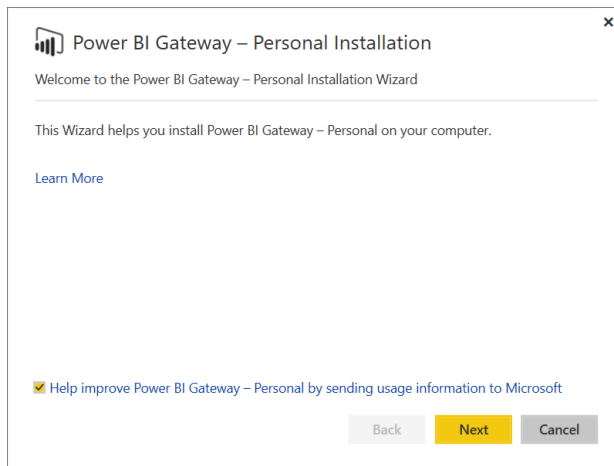 Power BI Gateway – Personal Installation
Welcome to the Power BI Gateway – Personal Installation Wizard
This Wizard helps you install Power BI Gateway – Personal on your computer.
Learn More
Help improve Power BI Gateway – Personal by sending usage information to Microsoft
Back Next Cancel